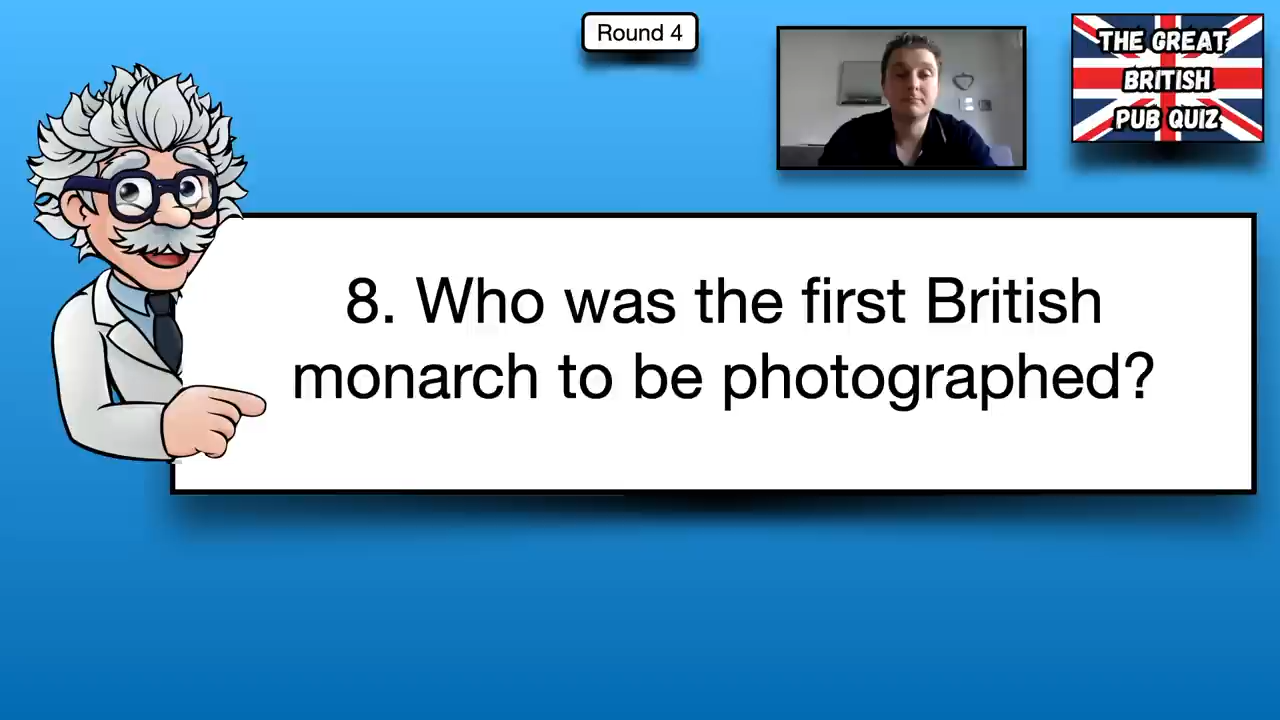 Round 4
THE GREAT
BRITISH
PUB QUIZ
8. Who was the first British
monarch to be photographed?